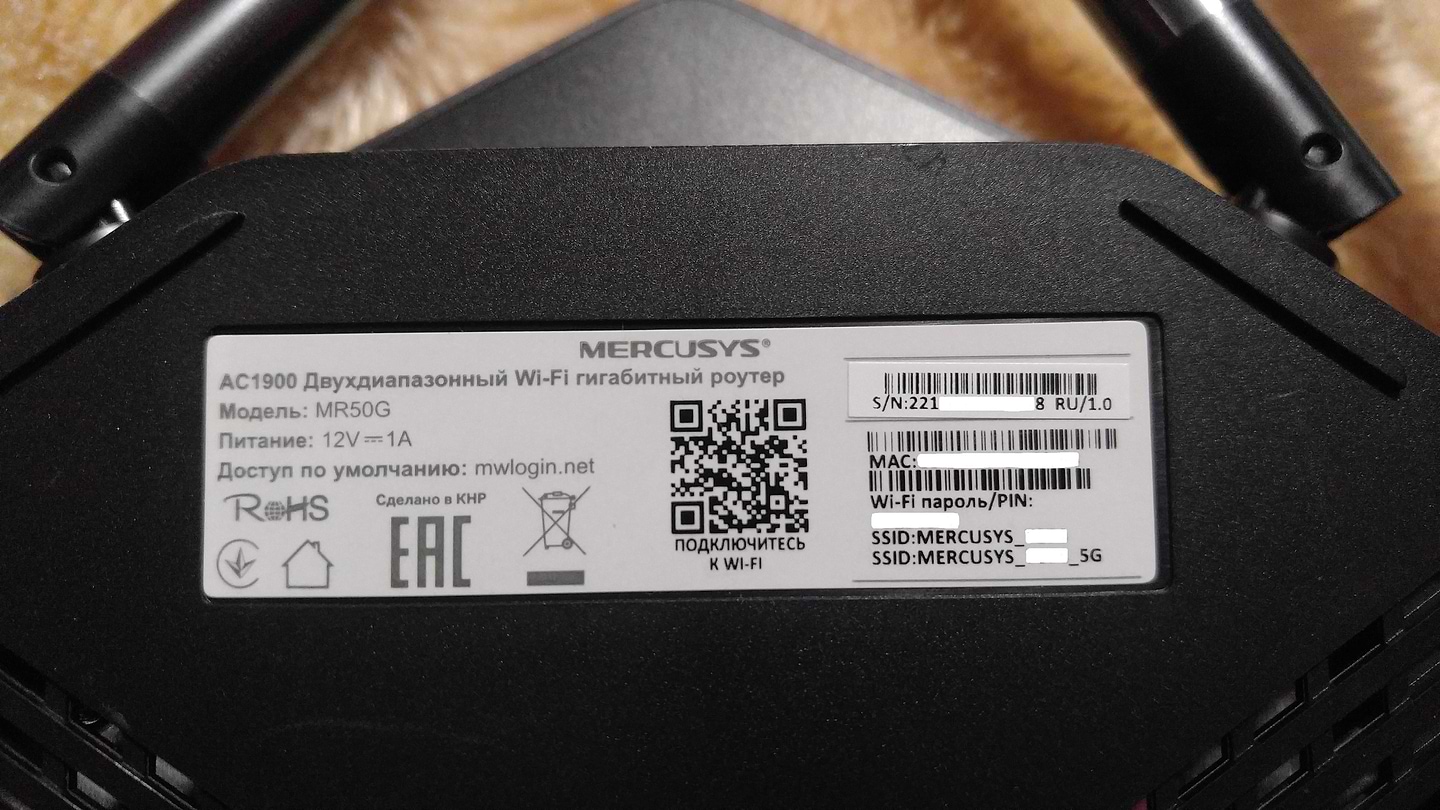 MERCUSYS®
AC1900 Двухдиапазонный Wi-Fi гигабитный роутер
Модель: MR50G
Питание: 12V⎓1A
Доступ по умолчанию: mwlogin.net
RoHS
Сделано в КНР
EAC
ПОДКЛЮЧИТЕСЬ
К WI-FI
S/N:221 8 RU/1.0
MAC:
Wi-Fi пароль/PIN:
SSID:MERCUSYS_
SSID:MERCUSYS_ _5G